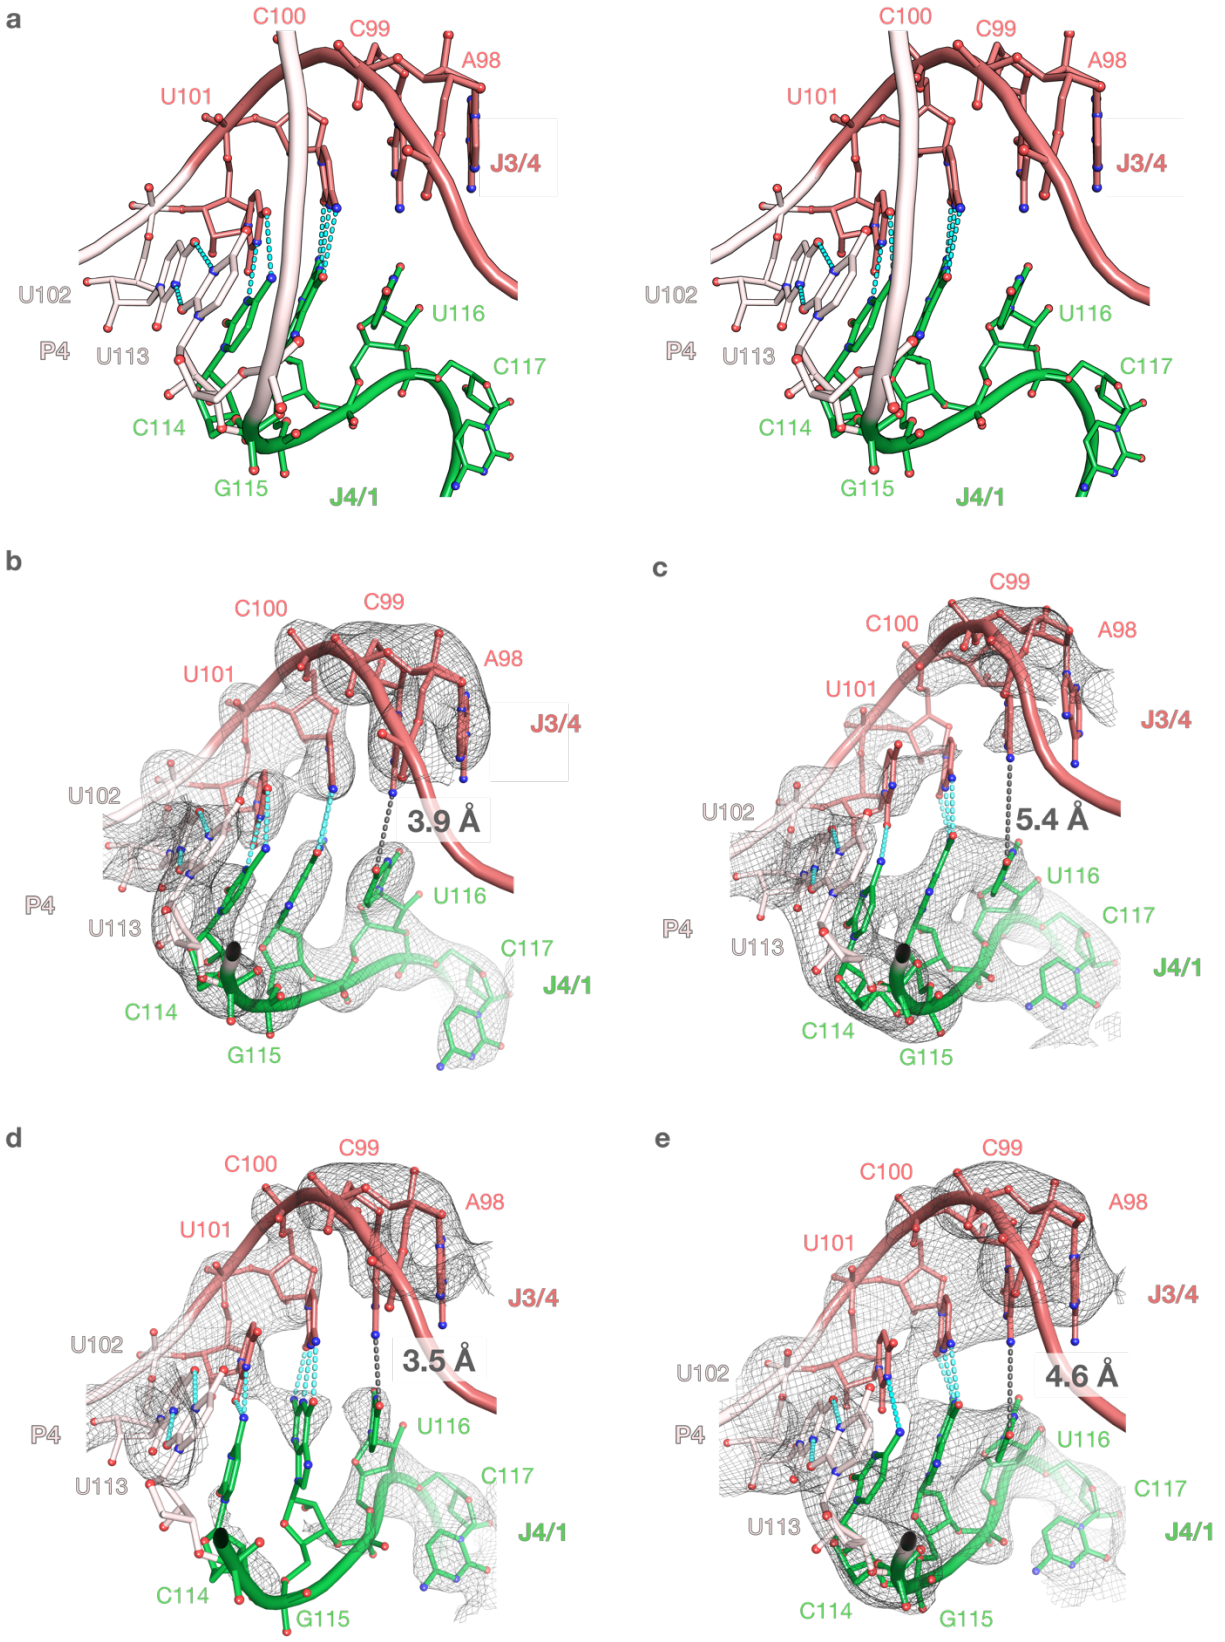 a
C100
C99
A98
U101
J3/4
U102
P4
U113
U116
C117
C114
G115
J4/1
C100
C99
A98
U101
J3/4
U102
P4
U113
U116
C117
C114
G115
J4/1
b
C100
C99
U101
A98
J3/4
U102
3.9 Å
P4
U113
U116
C117
J4/1
C114
G115
c
C99
C100
A98
U101
J3/4
U102
5.4 Å
U116
P4
U113
C117
J4/1
C114
G115
d
C99
C100
A98
U101
J3/4
U102
3.5 Å
P4
U116
U113
C117
J4/1
C114
G115
e
C99
C100
A98
U101
J3/4
U102
4.6 Å
P4
U116
C117
U113
J4/1
C114
G115